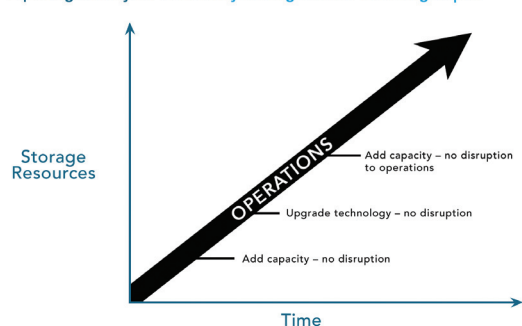 Storage
Resources
OPERATIONS
Add capacity – no disruption
to operations
Upgrade technology – no disruption
Add capacity – no disruption
Time